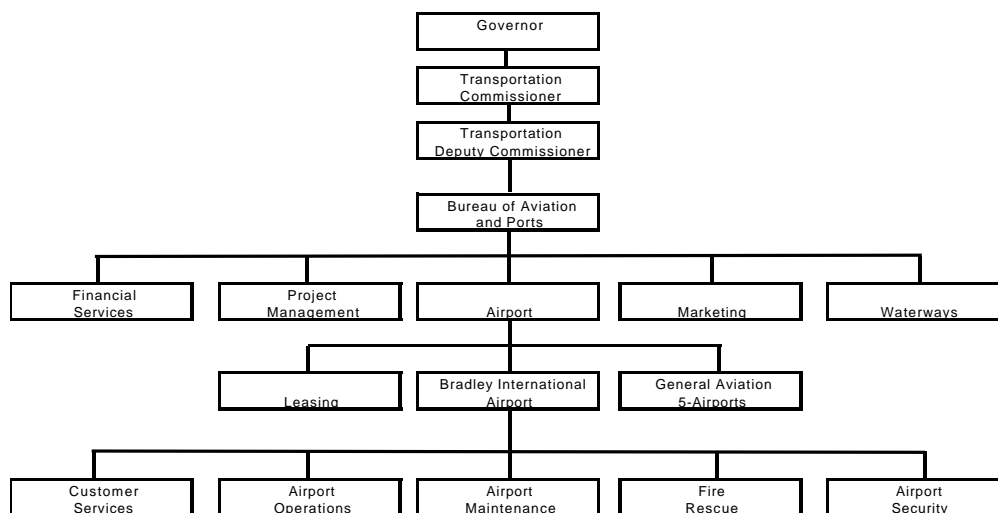 Governor
Transportation
Commissioner
Transportation
Deputy Commissioner
Bureau of Aviation
and Ports
Financial
Services
Project
Management
Airport
Marketing
Waterways
Leasing
Bradley International
Airport
General Aviation
5-Airports
Customer
Services
Airport
Operations
Airport
Maintenance
Fire
Rescue
Airport
Security